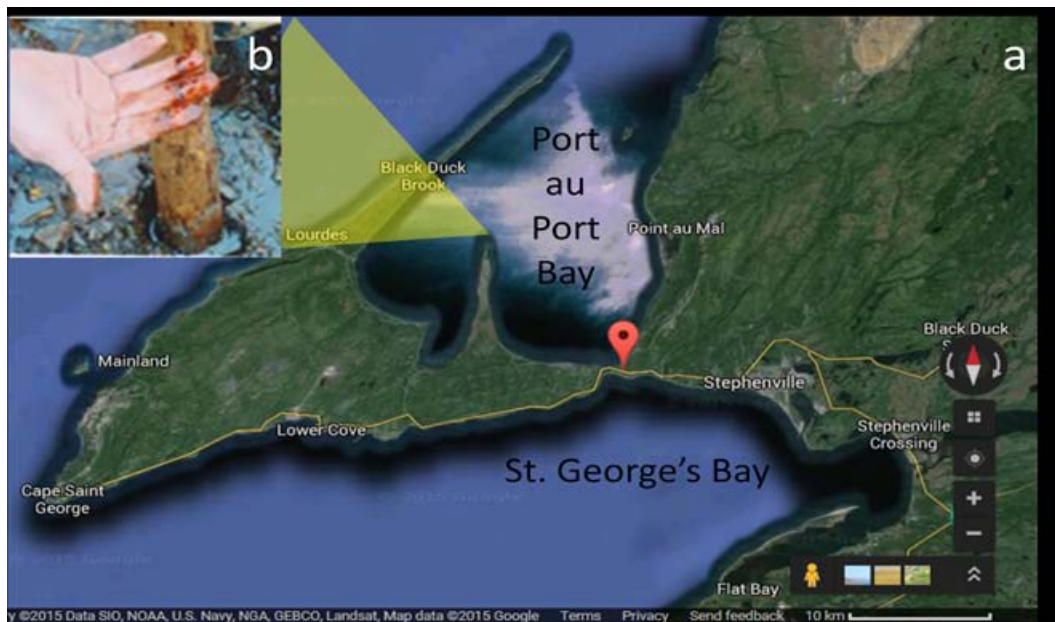 b
a
Port
au
Port
Bay
Black Duck
Brook
Lourdes
Point au Mal
Black Duck
Mainland
Stephenville
Lower Cove
Stephenville
Crossing
St. George's Bay
Cape Saint
George
Flat Bay
y ©2015 Data SIO, NOAA, U.S. Navy, NGA, GEBCO, Landsat, Map data ©2015 Google Terms Privacy Send feedback 10 km